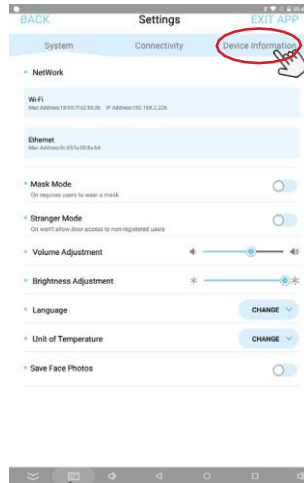 BACK Settings EXIT APP
System Connectivity Device Information
NetWork
Wi-Fi
Ethernet
Mask Mode
On requires users to wear a mask
Stranger Mode
On won't allow door access to non-registered users
Volume Adjustment
Brightness Adjustment
Language CHANGE
Unit of Temperature CHANGE
Save Face Photos